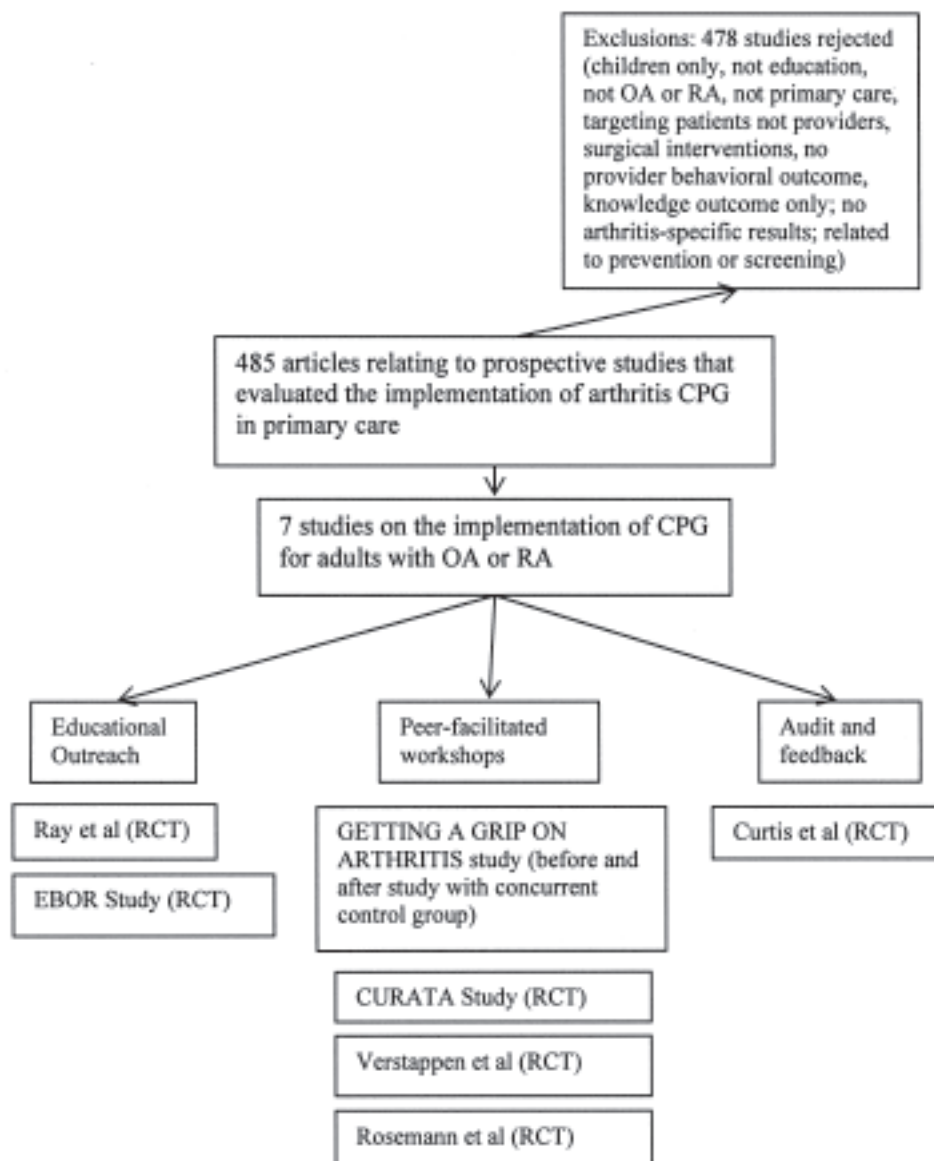 Exclusions: 478 studies rejected
(children only, not education,
not OA or RA, not primary care,
targeting patients not providers,
surgical interventions, no
provider behavioral outcome,
knowledge outcome only; no
arthritis-specific results; related
to prevention or screening)
485 articles relating to prospective studies that
evaluated the implementation of arthritis CPG
in primary care
7 studies on the implementation of CPG
for adults with OA or RA
Educational
Outreach
Ray et al (RCT)
EBOR Study (RCT)
Peer-facilitated
workshops
GETTING A GRIP ON
ARTHRITIS study (before and
after study with concurrent
control group)
CURATA Study (RCT)
Verstappen et al (RCT)
Rosemann et al (RCT)
Audit and
feedback
Curtis et al (RCT)